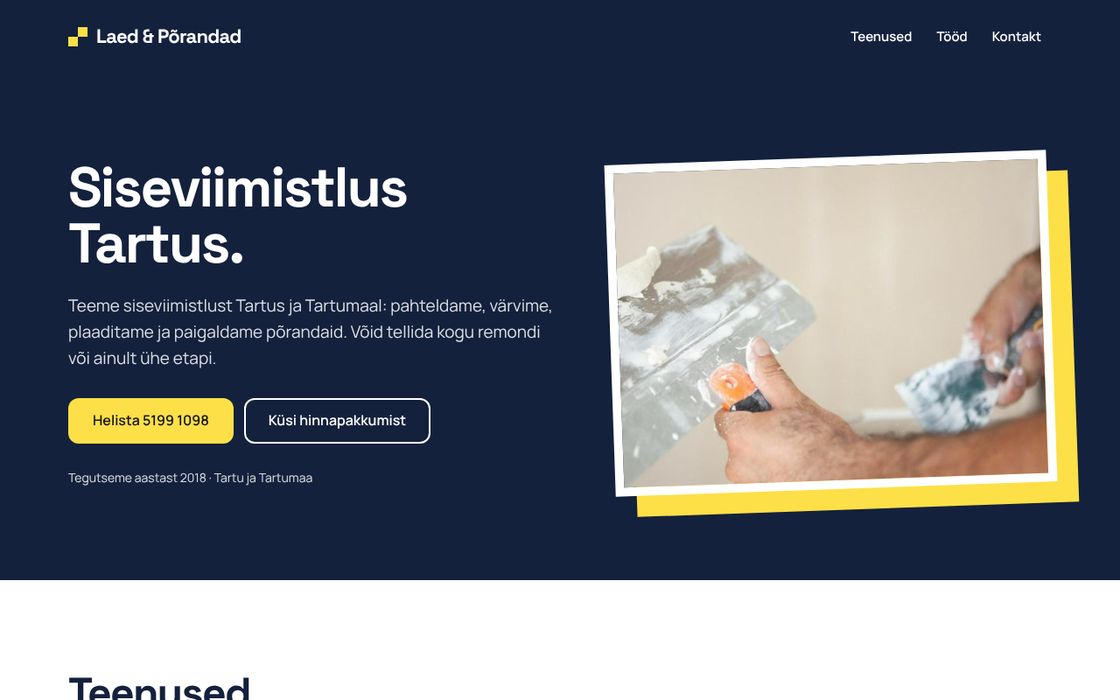 Laed & Põrandad
Teenused
Tööd
Kontakt
Siseviimistlus
Tartus.
Teeme siseviimistlust Tartus ja Tartumaal: pahteldame, värvime,
plaaditame ja paigaldame põrandaid. Võid tellida kogu remondi
või ainult ühe etapi.
Helista 5199 1098
Küsi hinnapakkumist
Tegutseme aastast 2018 · Tartu ja Tartumaa
Teenused